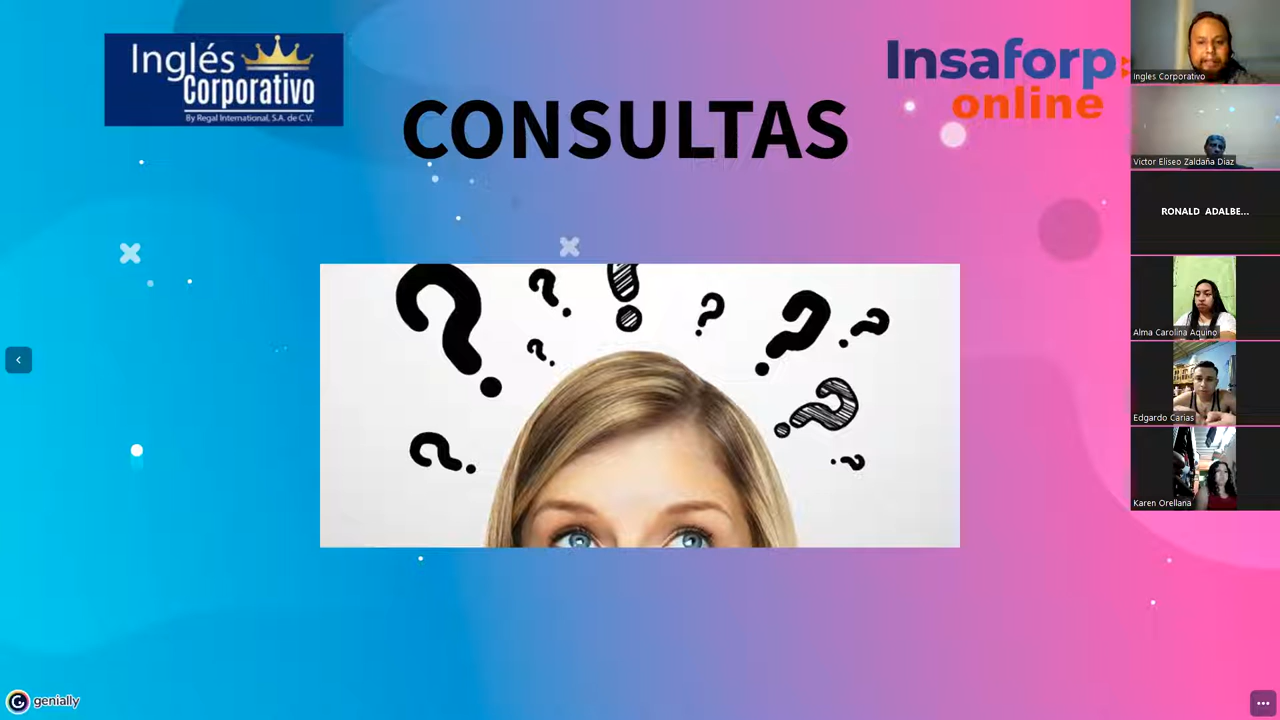 Inglés
Corporativo
By Regal International, S.A. de C.V.
Insaforp
online
CONSULTAS
Ingles Corporativo
Victor Eliseo Zaldaña Diaz
RONALD ADALBE...
Alma Carolina Aquino
Edgardo Carias
Karen Orellana
genially